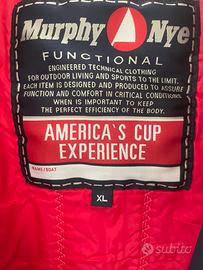 Murphy Nye
FUNCTIONAL
ENGINEERED TECHNICAL CLOTHING
FOR OUTDOOR LIVING AND SPORTS TO THE LIMIT.
EACH ITEM IS DESIGNED AND PRODUCED TO ASSURE
FUNCTION AND COMFORT IN CRITICAL CONDITIONS
WHEN IS IMPORTANT TO KEEP
THE PERFECT EFFICIENCY OF THE BODY.
AMERICA`S CUP
EXPERIENCE
NAME/BOAT
XL
subito